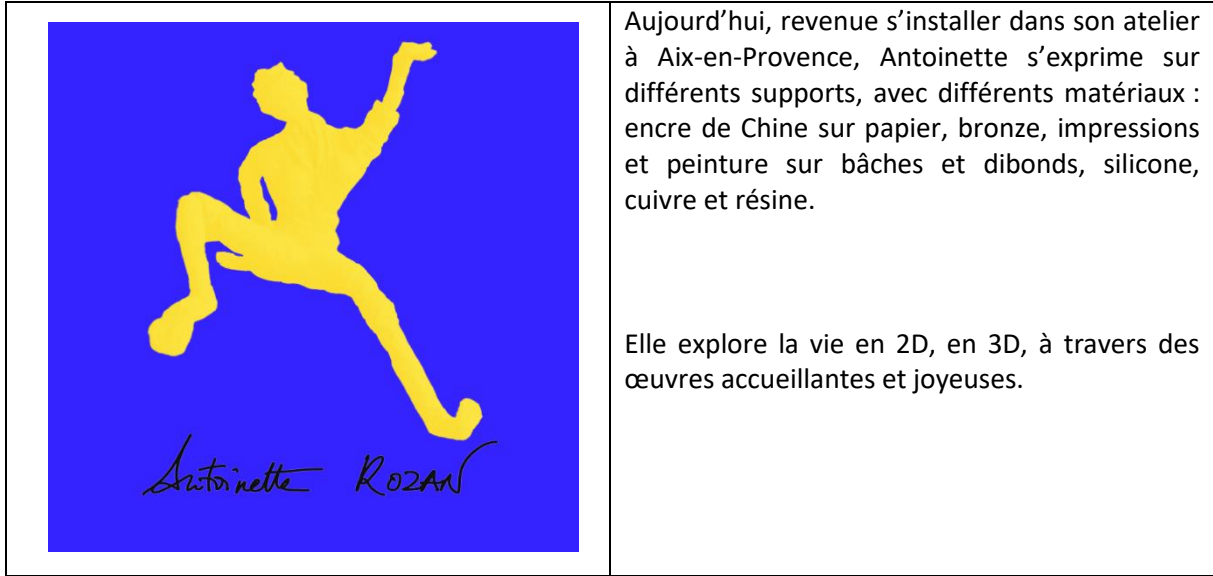 Aujourd’hui, revenue s’installer dans son atelier
à Aix-en-Provence, Antoinette s’exprime sur
différents supports, avec différents matériaux :
encre de Chine sur papier, bronze, impressions
et peinture sur bâches et dibonds, silicone,
cuivre et résine.
Elle explore la vie en 2D, en 3D, à travers des
œuvres accueillantes et joyeuses.
Antoinette ROZAN